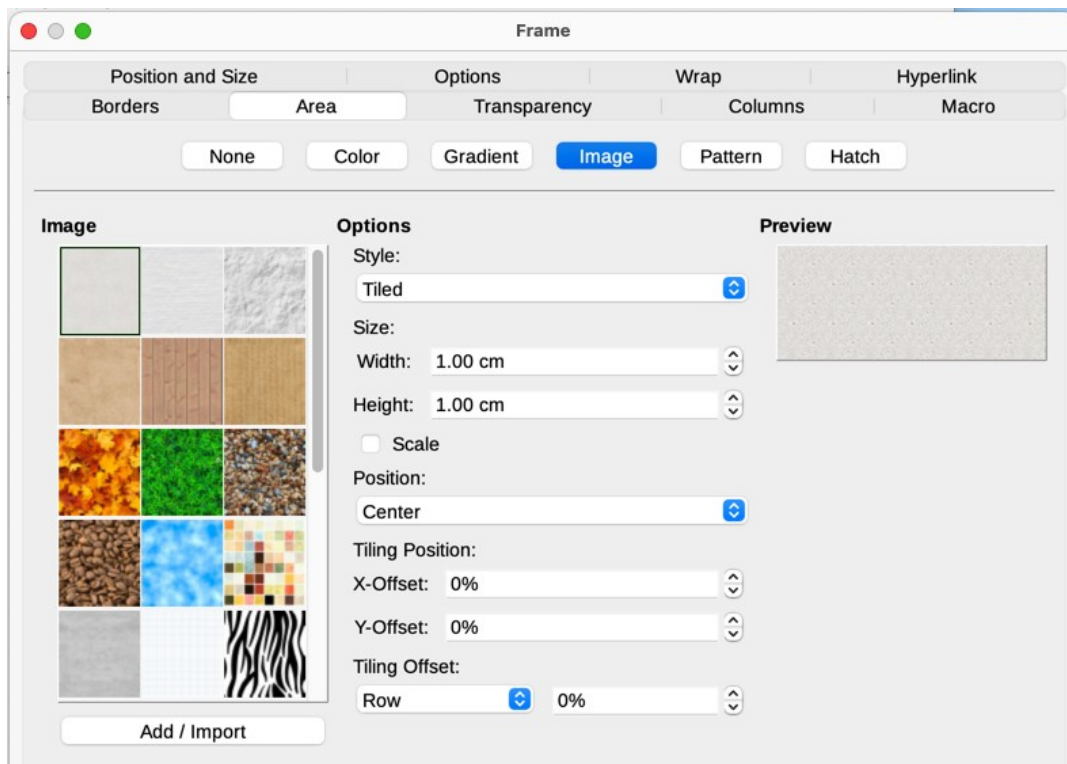 Frame
Position and Size Options Wrap Hyperlink
Borders Area Transparency Columns Macro
None Color Gradient Image Pattern Hatch
Image Options Preview
Style:
Tiled
Size:
Width: 1.00 cm
Height: 1.00 cm
Scale
Position:
Center
Tiling Position:
X-Offset: 0%
Y-Offset: 0%
Tiling Offset:
Row 0%
Add / Import